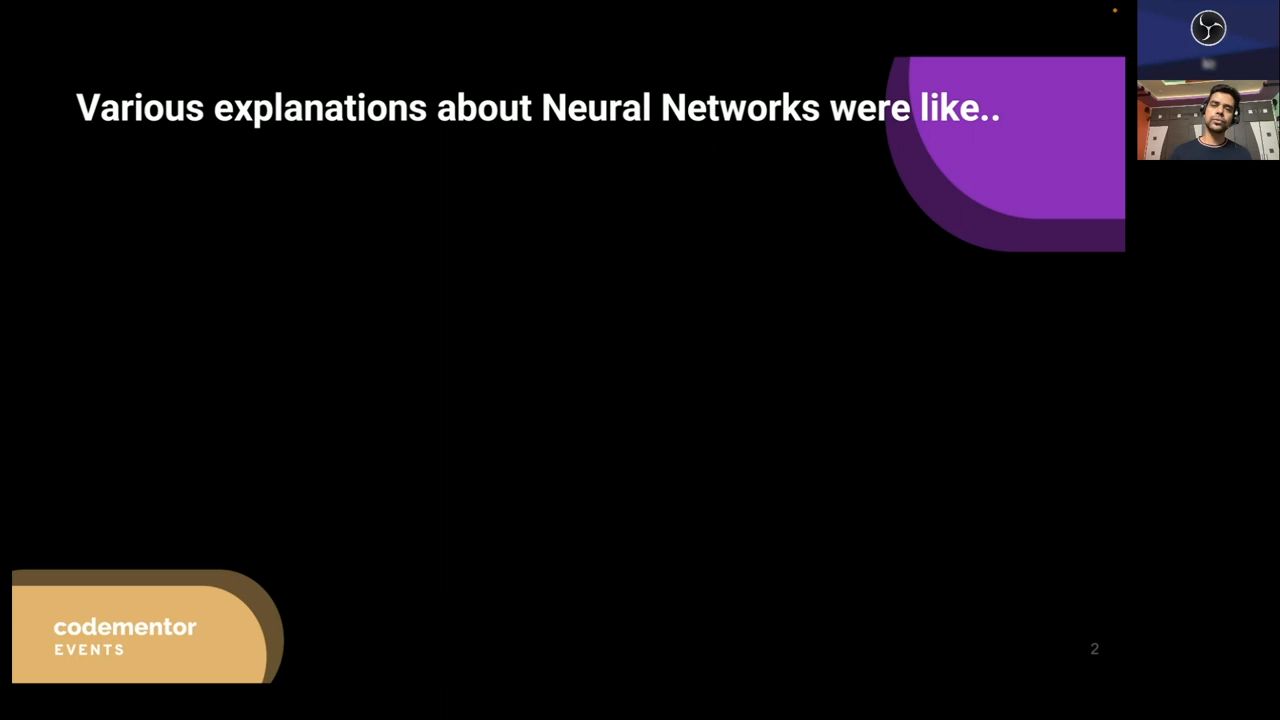 Various explanations about Neural Networks were like..
codementor
EVENTS
2